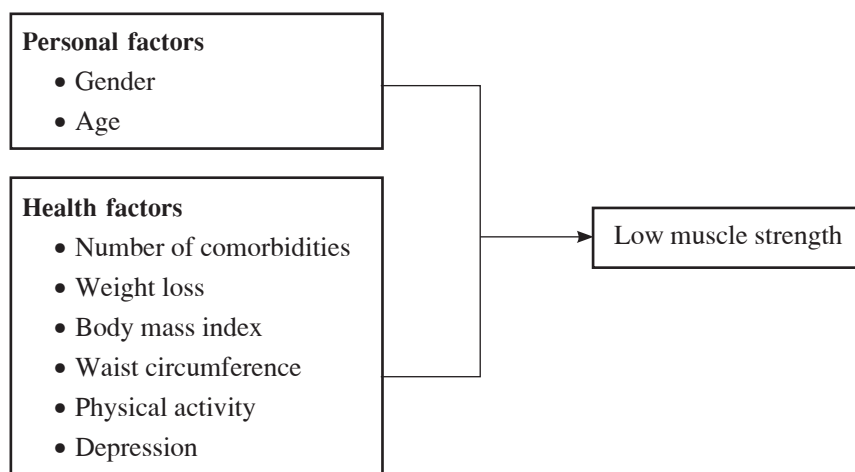 Personal factors
• Gender
• Age
Health factors
• Number of comorbidities
• Weight loss
• Body mass index
• Waist circumference
• Physical activity
• Depression
Low muscle strength